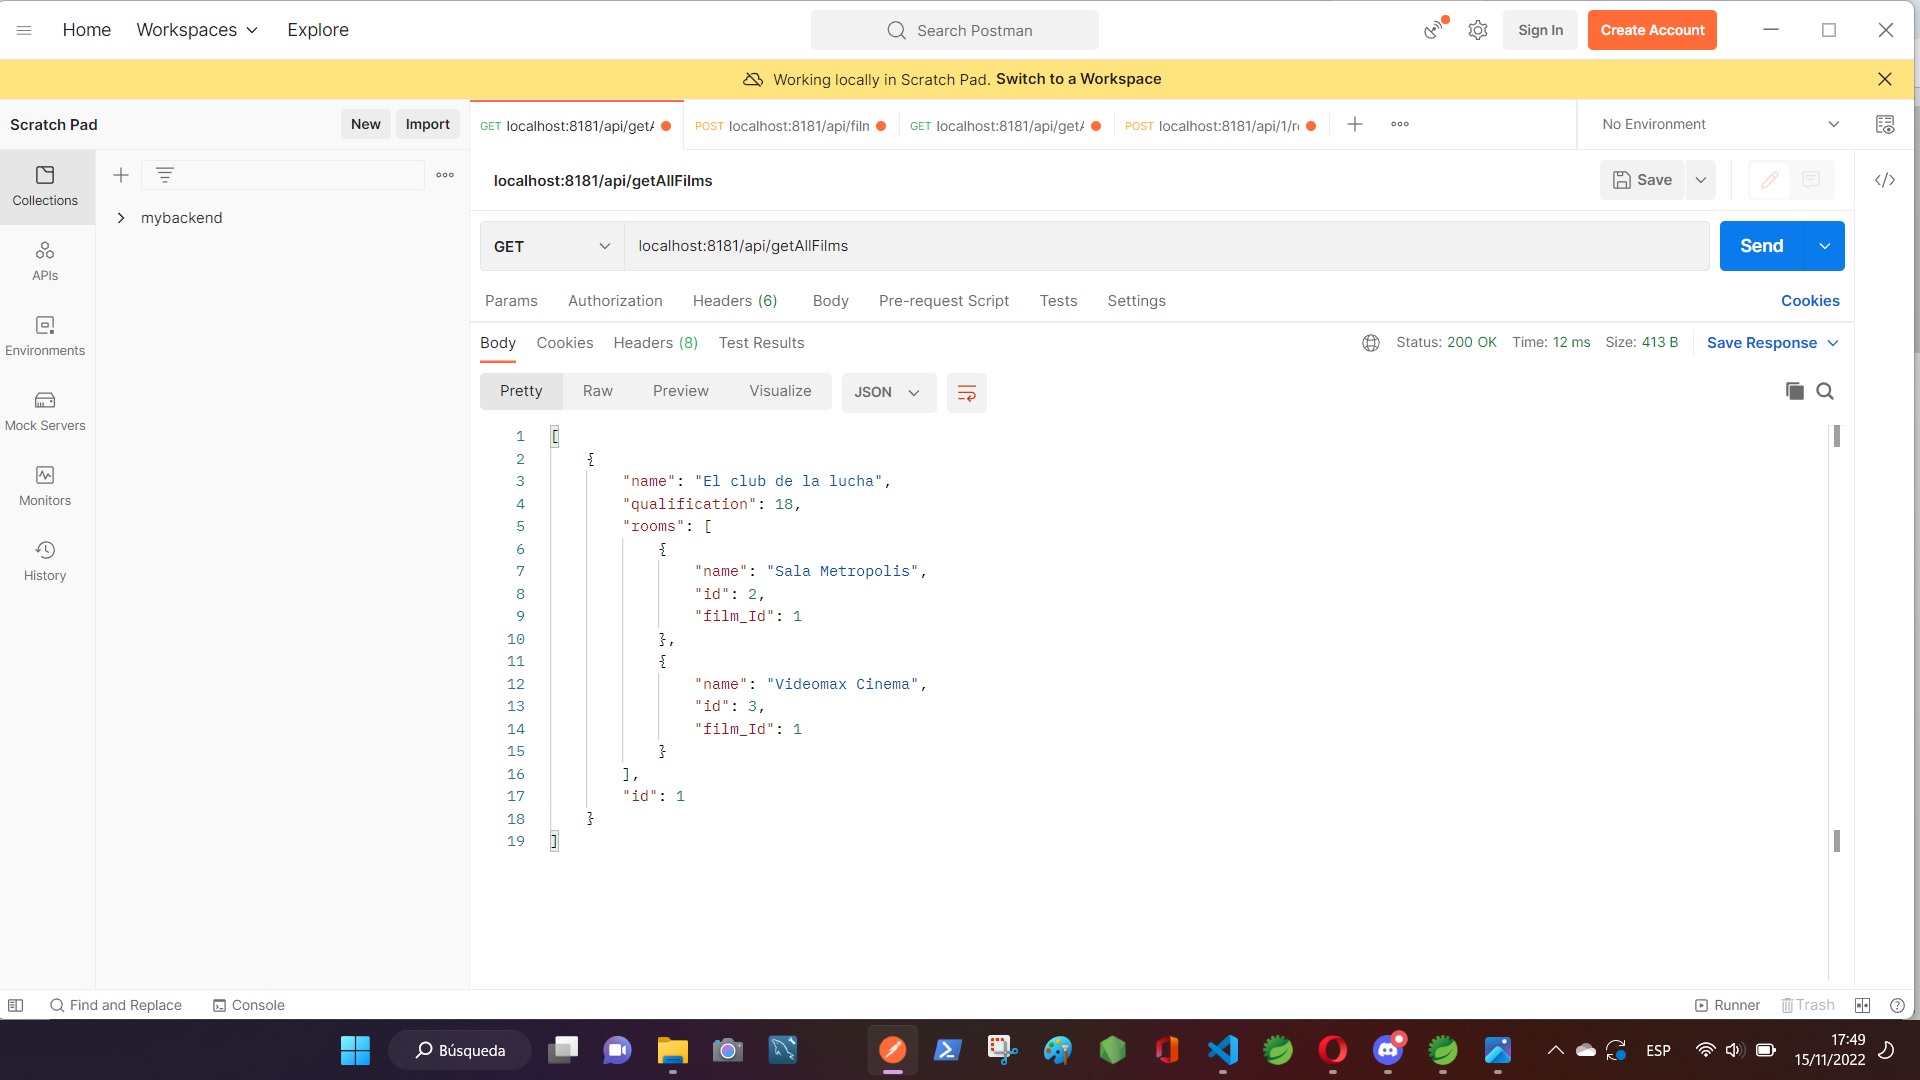 Home Workspaces Explore Search Postman Sign In Create Account
Working locally in Scratch Pad. Switch to a Workspace
Scratch Pad New Import
GET localhost:8181/api/getA POST localhost:8181/api/film GET localhost:8181/api/getA POST localhost:8181/api/1/ro No Environment
Collections
mybackend
APIs
Environments
Mock Servers
Monitors
History
localhost:8181/api/getAllFilms Save
GET localhost:8181/api/getAllFilms Send
Params Authorization Headers (6) Body Pre-request Script Tests Settings Cookies
Body Cookies Headers (8) Test Results Status: 200 OK Time: 12 ms Size: 413 B Save Response
Pretty Raw Preview Visualize JSON
1 [
2 {
3 "name": "El club de la lucha",
4 "qualification": 18,
5 "rooms": [
6 {
7 "name": "Sala Metropolis",
8 "id": 2,
9 "film_Id": 1
10 },
11 {
12 "name": "Videomax Cinema",
13 "id": 3,
14 "film_Id": 1
15 }
16 ],
17 "id": 1
18 }
19 ]
Find and Replace Console Runner Trash
Búsqueda ESP 17:49
15/11/2022